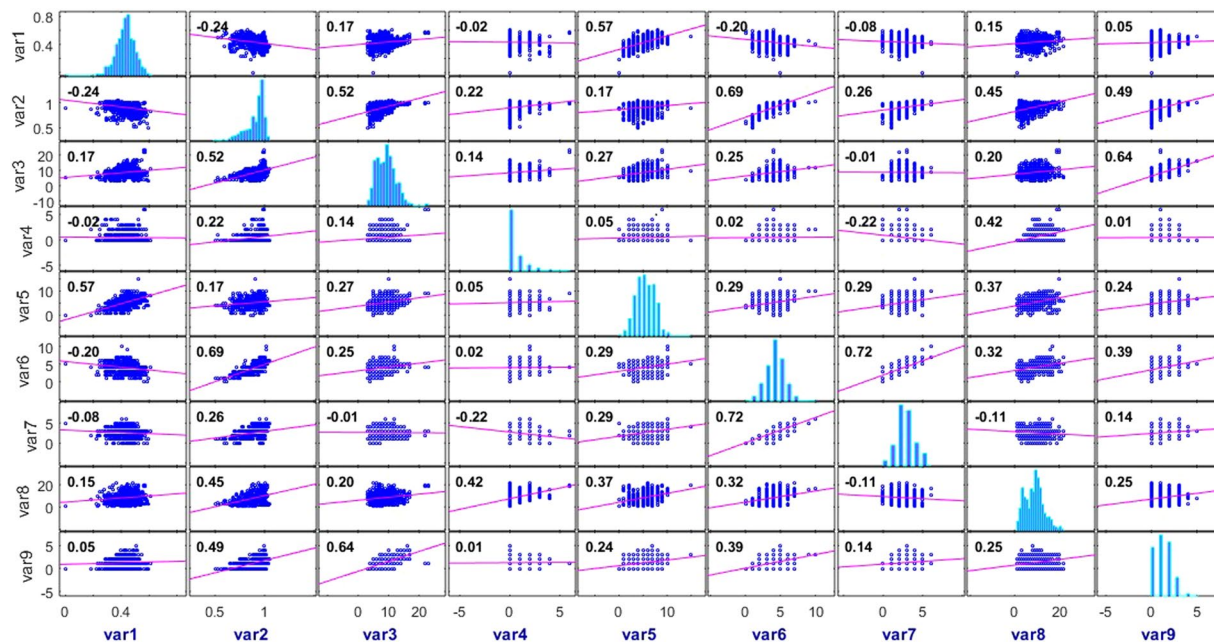 0.8 -0.24 0.17 -0.02 0.57 -0.20 -0.08 0.15 0.05
var1 0.4
-0.24 0.52 0.22 0.17 0.69 0.26 0.45 0.49
var2 1
0.5
0.17 0.52 0.14 0.27 0.25 -0.01 0.20 0.64
var3 20
10
0
-10
-0.02 0.22 0.14 0.05 0.02 -0.22 0.42 0.01
var4 5
0
-5
0.57 0.17 0.27 0.05 0.29 0.29 0.37 0.24
var5 10
0
-0.20 0.69 0.25 0.02 0.29 0.72 0.32 0.39
var6 10
5
0
-0.08 0.26 -0.01 -0.22 0.29 0.72 -0.11 0.14
var7 5
0
0.15 0.45 0.20 0.42 0.37 0.32 -0.11 0.25
var8 20
0
0.05 0.49 0.64 0.01 0.24 0.39 0.14 0.25
var9 5
0
-5
0 0.4 0.5 1 0 10 20 -5 0 5 0 5 10 0 5 10 0 5 0 20 -5 0 5
var1 var2 var3 var4 var5 var6 var7 var8 var9